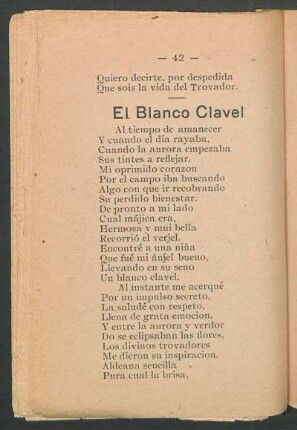 — 42 —
Quiero decirte, por despedida
Que sois la vida del Trovador.
El Blanco Clavel
Al tiempo de amanecer
Y cuando el dia rayaba,
Cuando la aurora empezaba
Sus tintes a reflejar.
Mi oprimido corazon
Por el campo iba buscando
Algo con que ir recobrando
Su perdido bienestar.
De pronto a mi lado
Cual májica era,
Hermosa y mui bella
Recorrió el verjel.
Encontré a una niña
Que fué mi ánjel bueno,
Llevando en su seno
Un blanco clavel.
Al instante me acerqué
Por un impulso secreto,
La saludé con respeto,
Llena de grata emocion.
Y entre la aurora y verdor
Do se eclipsaban las flores,
Los divinos trovadores
Me dieron su inspiracion.
Aldeana sencilla
Pura cual la brisa,